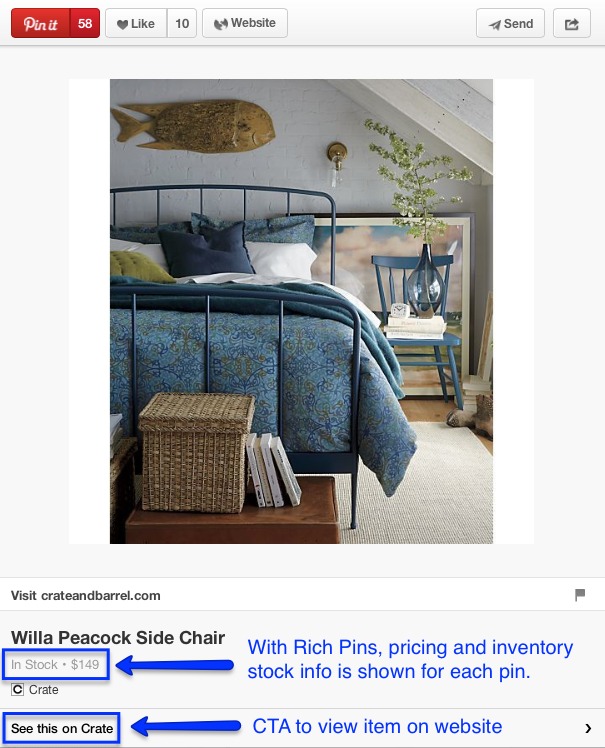 Pin it 58 Like 10 Website Send
Visit crateandbarrel.com
Willa Peacock Side Chair
In Stock • $149
With Rich Pins, pricing and inventory
stock info is shown for each pin.
C Crate
See this on Crate
CTA to view item on website